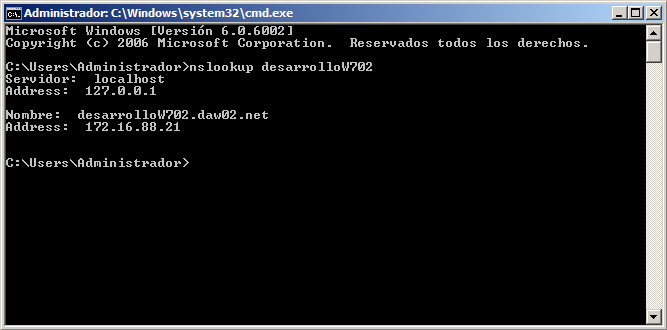 Administrador: C:\Windows\system32\cmd.exe
Microsoft Windows [Versión 6.0.6002]
Copyright (c) 2006 Microsoft Corporation.  Reservados todos los derechos.
C:\Users\Administrador>nslookup desarrolloW702
Servidor:  localhost
Address:  127.0.0.1
Nombre:  desarrolloW702.daw02.net
Address:  172.16.88.21
C:\Users\Administrador>